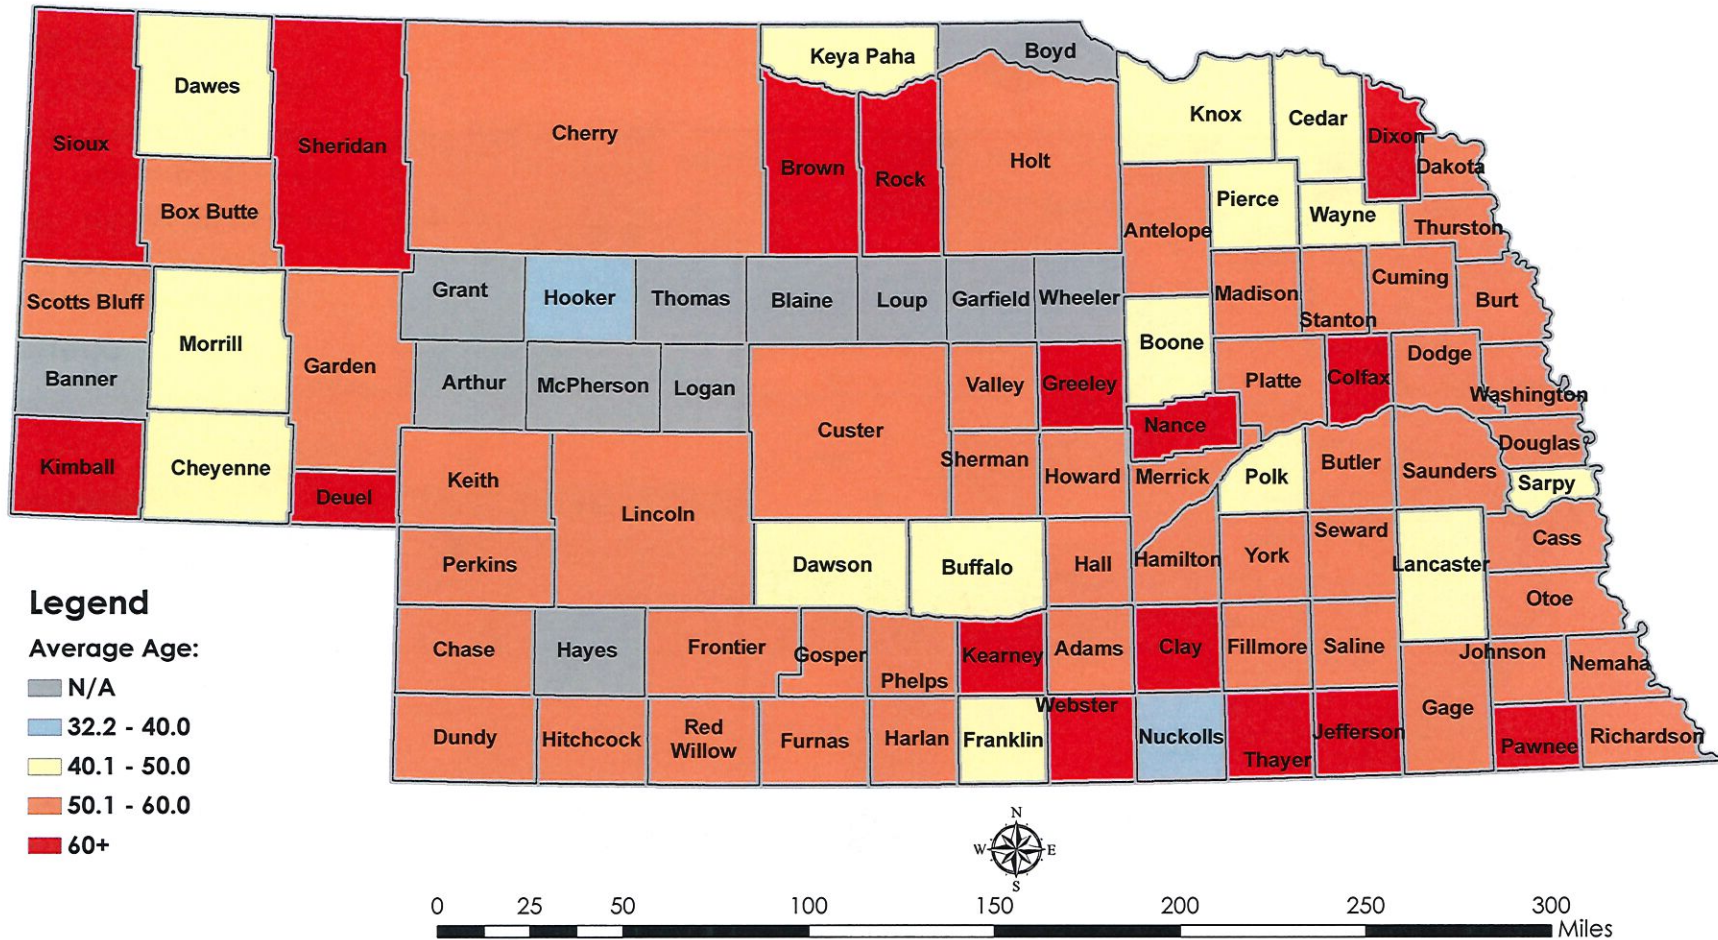 Keya Paha
Boyd
Dawes
Knox
Cedar
Sioux
Sheridan
Cherry
Brown
Rock
Holt
Dixon
Dakota
Box Butte
Pierce
Wayne
Antelope
Thurston
Scotts Bluff
Grant
Hooker
Thomas
Blaine
Loup
Garfield
Wheeler
Madison
Stanton
Cuming
Burt
Morrill
Garden
Boone
Banner
Arthur
McPherson
Logan
Valley
Greeley
Platte
Colfax
Dodge
Washington
Custer
Nance
Kimball
Cheyenne
Deuel
Keith
Lincoln
Sherman
Howard
Merrick
Polk
Butler
Saunders
Douglas
Sarpy
Perkins
Dawson
Buffalo
Hall
Hamilton
York
Seward
Lancaster
Cass
Otoe
Chase
Hayes
Frontier
Gosper
Phelps
Kearney
Adams
Clay
Fillmore
Saline
Johnson
Nemaha
Dundy
Hitchcock
Red
Willow
Furnas
Harlan
Franklin
Webster
Nuckolls
Thayer
Jefferson
Gage
Pawnee
Richardson
Legend
Average Age:
N/A
32.2 - 40.0
40.1 - 50.0
50.1 - 60.0
60+
N
W E
S
0 25 50 100 150 200 250 300
Miles